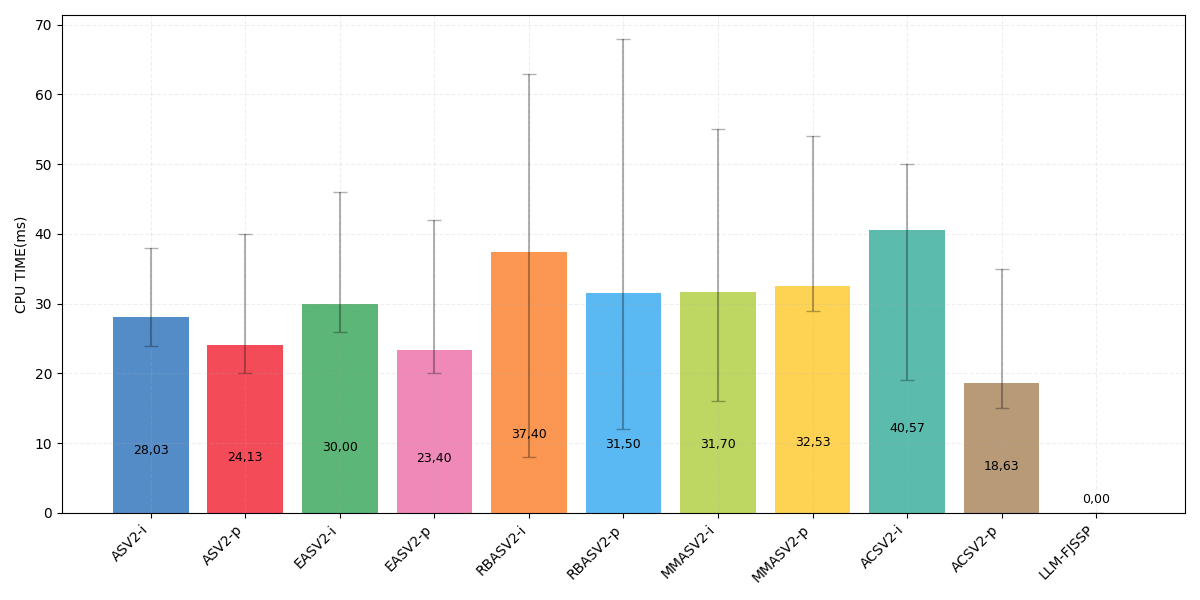 70
60
50
40
30
20
10
0
CPU TIME(ms)
28,03
24,13
30,00
23,40
37,40
31,50
31,70
32,53
40,57
18,63
0,00
ASV2-i
ASV2-p
EASV2-i
EASV2-p
RBASV2-i
RBASV2-p
MMASV2-i
MMASV2-p
ACSV2-i
ACSV2-p
LLM-FJSSP